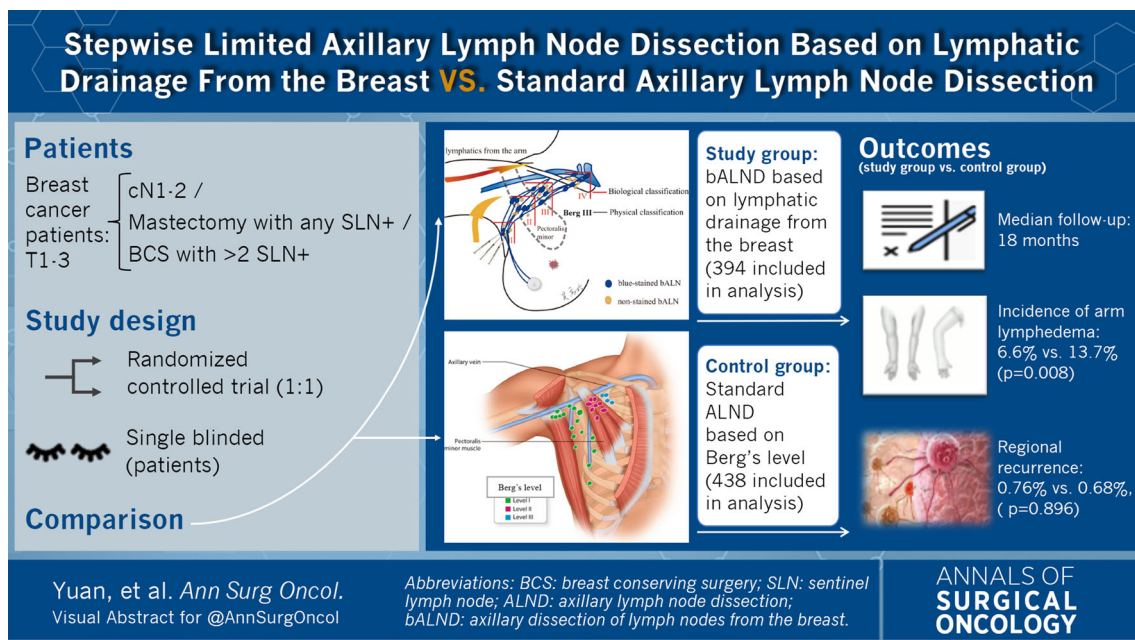 Stepwise Limited Axillary Lymph Node Dissection Based on Lymphatic
Drainage From the Breast VS. Standard Axillary Lymph Node Dissection
Patients
Breast
cancer
patients:
T1-3
cN1-2 /
Mastectomy with any SLN+ /
BCS with >2 SLN+
Study design
Randomized
controlled trial (1:1)
Single blinded
(patients)
Comparison
lymphatics from the arm
IV
Biological classification
III
Berg III
Physical classification
II
I
Pectoralis
minor
blue-stained bALN
non-stained bALN
Axillary vein
Pectoralis
minor muscle
Berg's level
Level I
Level II
Level III
Study group:
bALND based
on lymphatic
drainage from
the breast
(394 included
in analysis)
Control group:
Standard
ALND
based on
Berg's level
(438 included
in analysis)
Outcomes
(study group vs. control group)
Median follow-up:
18 months
Incidence of arm
lymphedema:
6.6% vs. 13.7%
(p=0.008)
Regional
recurrence:
0.76% vs. 0.68%,
( p=0.896)
Yuan, et al. Ann Surg Oncol.
Visual Abstract for @AnnSurgOncol
Abbreviations: BCS: breast conserving surgery; SLN: sentinel
lymph node; ALND: axillary lymph node dissection;
bALND: axillary dissection of lymph nodes from the breast.
ANNALS OF
SURGICAL
ONCOLOGY